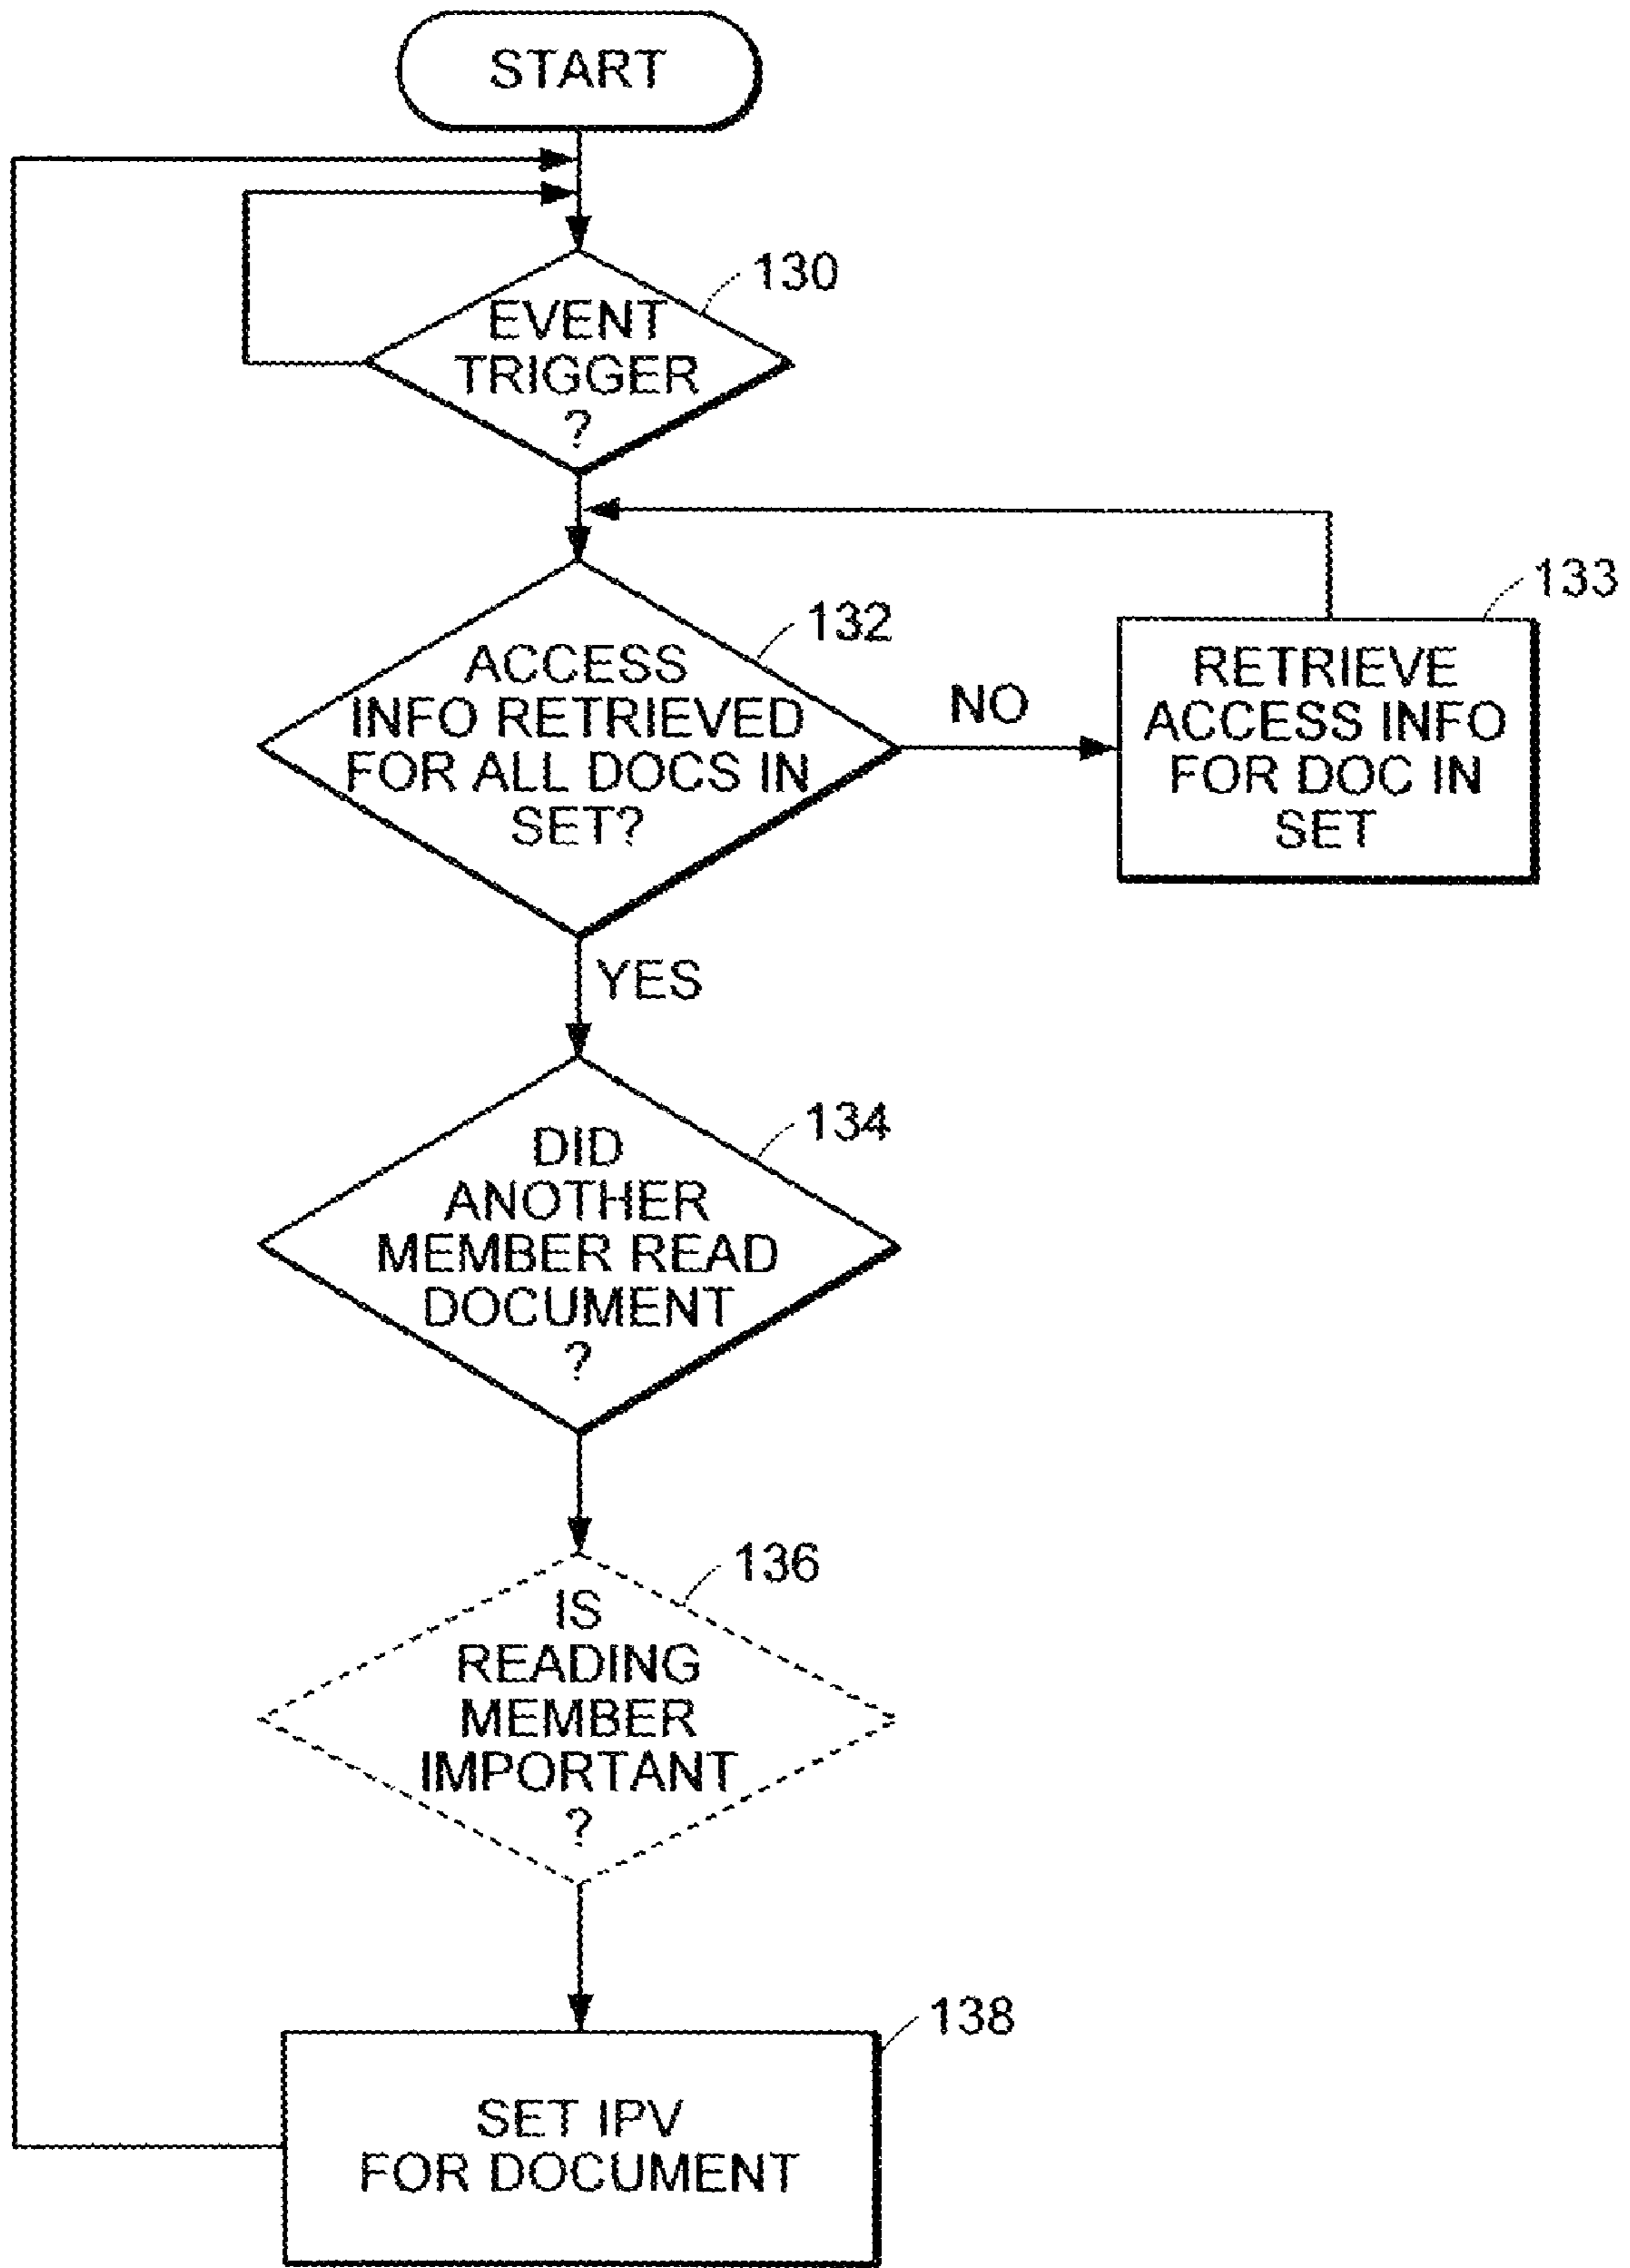 START
130
EVENT
TRIGGER
?
132
ACCESS
INFO RETRIEVED
FOR ALL DOCS IN
SET?
NO
133
RETRIEVE
ACCESS INFO
FOR DOC IN
SET
YES
134
DID
ANOTHER
MEMBER READ
DOCUMENT
?
136
IS
READING
MEMBER
IMPORTANT
?
138
SET IPV
FOR DOCUMENT